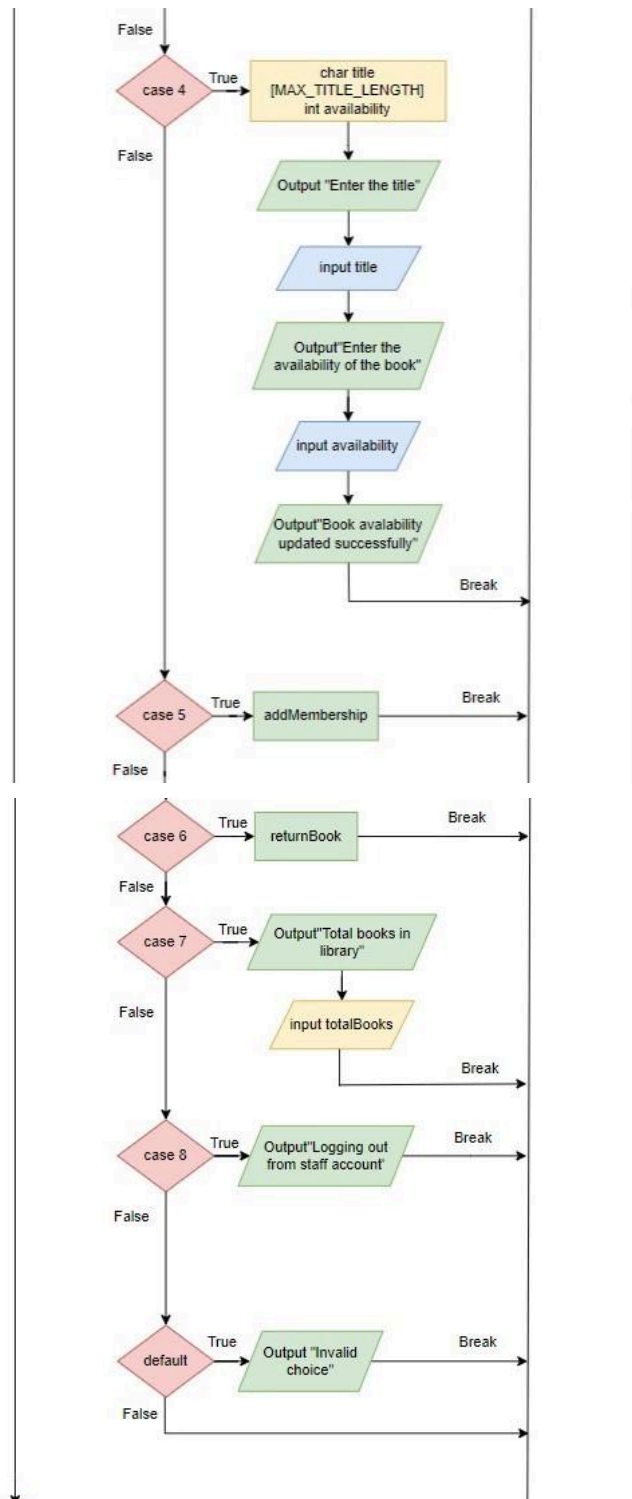 False
case 4
True
char title
[MAX_TITLE_LENGTH]
int availability
False
Output "Enter the title"
input title
Output"Enter the
availability of the book"
input availability
Output"Book avalability
updated successfully"
Break
case 5
True
addMembership
Break
False
case 6
True
returnBook
Break
False
case 7
True
Output"Total books in
library"
False
input totalBooks
Break
case 8
True
Output"Logging out
from staff account'
Break
False
default
True
Output "Invalid
choice"
Break
False